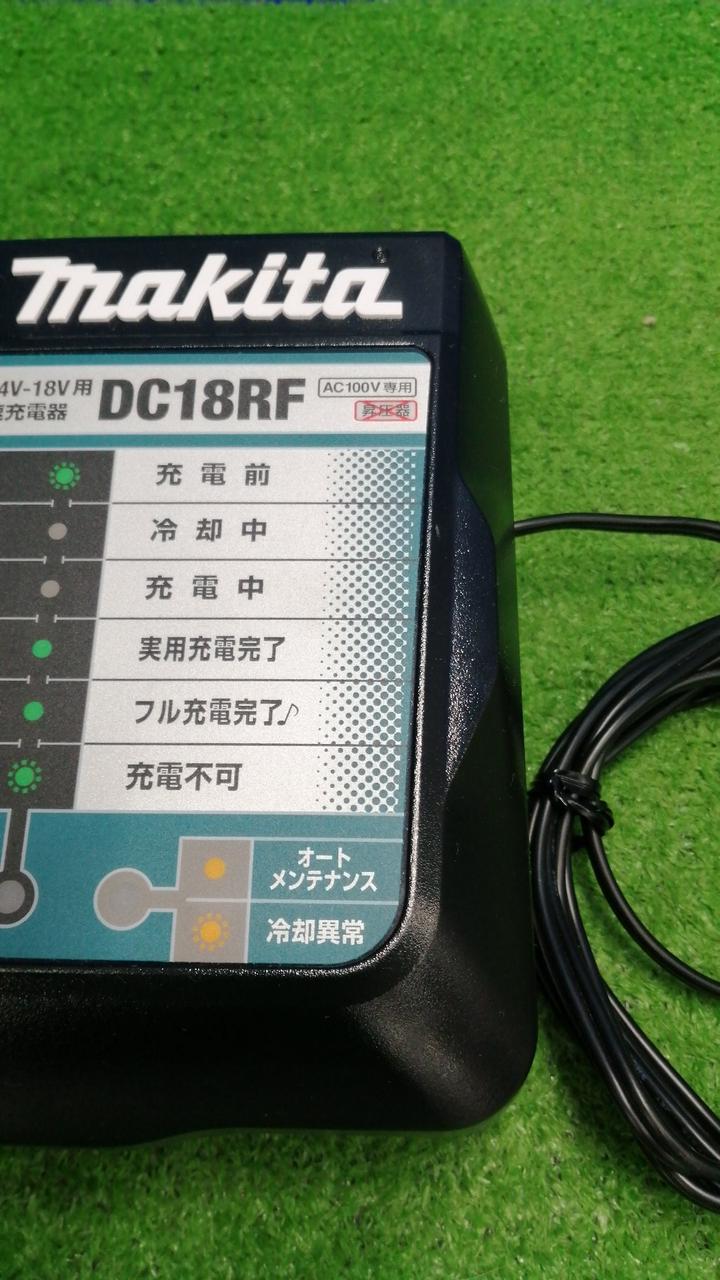 makita
4V-18V用 DC18RF AC100V専用
充電器 昇圧器
充電前
冷却中
充電中
実用充電完了
フル充電完了♪
充電不可
オート
メンテナンス
冷却異常